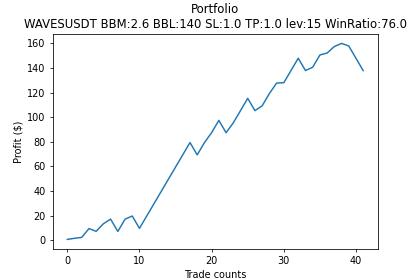 Portfolio
WAVESUSDT BBM:2.6 BBL:140 SL:1.0 TP:1.0 lev:15 WinRatio:76.0
160
140
120
100
80
60
40
20
0
Profit ($)
0 10 20 30 40
Trade counts